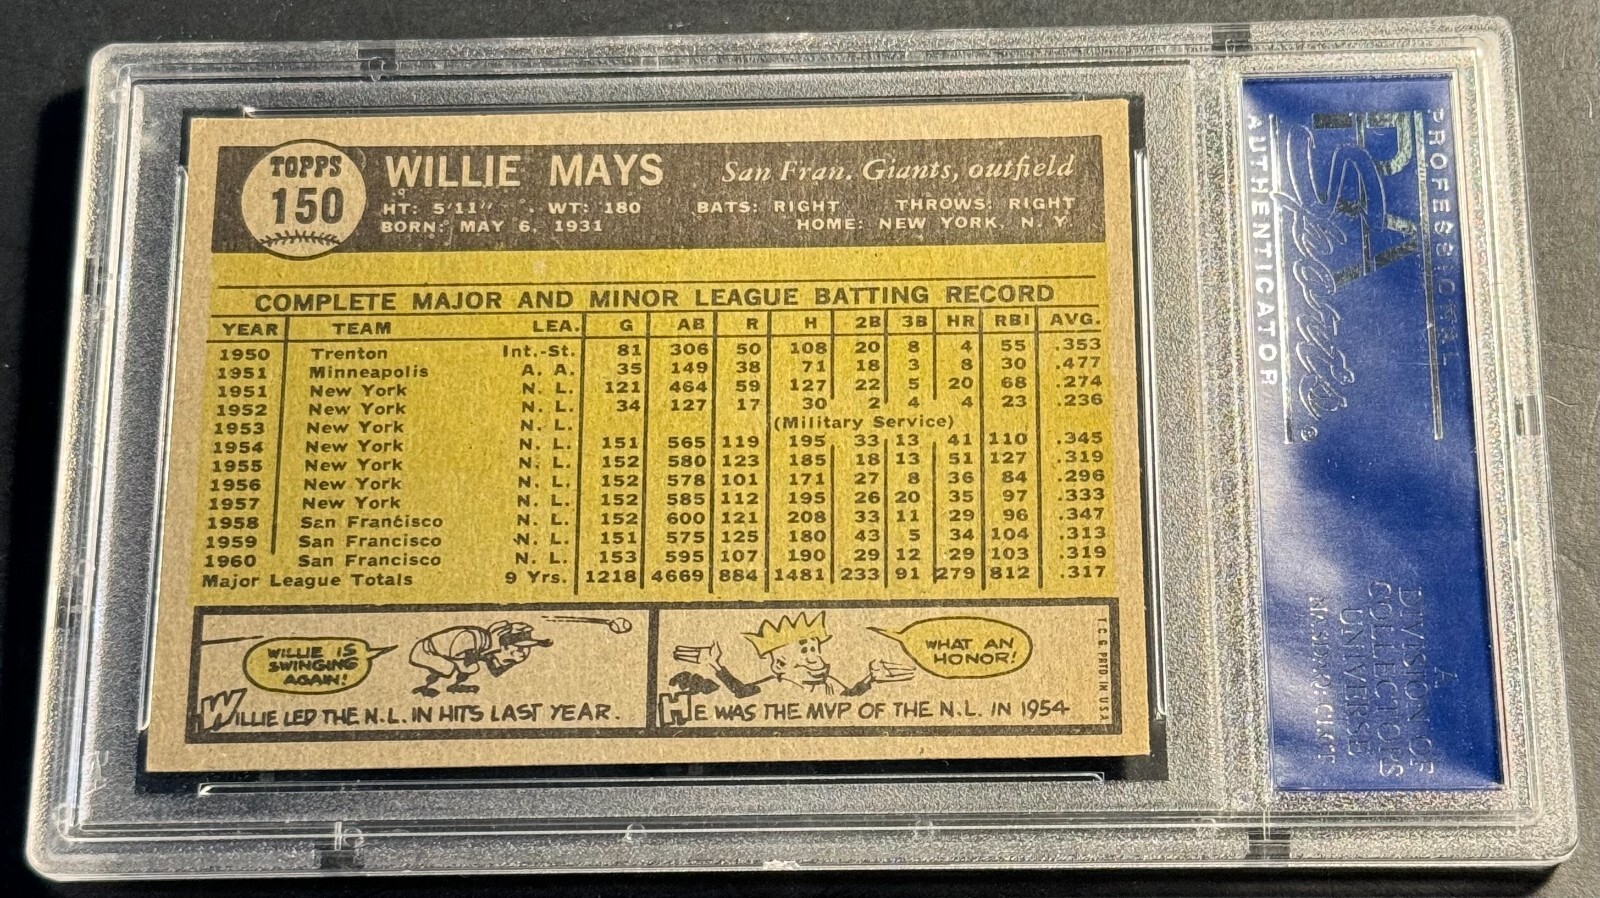 TOPPS
150
WILLIE MAYS San Fran. Giants, outfield
HT: 5'11" WT: 180 BATS: RIGHT THROWS: RIGHT
BORN: MAY 6, 1931 HOME: NEW YORK, N. Y.
COMPLETE MAJOR AND MINOR LEAGUE BATTING RECORD
YEAR TEAM LEA. G AB R H 2B 3B HR RBI AVG.
1950 Trenton Int.-St. 81 306 50 108 20 8 4 55 .353
1951 Minneapolis A. A. 35 149 38 71 18 3 8 30 .477
1951 New York N. L. 121 464 59 127 22 5 20 68 .274
1952 New York N. L. 34 127 17 30 2 4 4 23 .236
1953 New York N. L. (Military Service)
1954 New York N. L. 151 565 119 195 33 13 41 110 .345
1955 New York N. L. 152 580 123 185 18 13 51 127 .319
1956 New York N. L. 152 578 101 171 27 8 36 84 .296
1957 New York N. L. 152 585 112 195 26 20 35 97 .333
1958 San Francisco N. L. 152 600 121 208 33 11 29 96 .347
1959 San Francisco N. L. 151 575 125 180 43 5 34 104 .313
1960 San Francisco N. L. 153 595 107 190 29 12 29 103 .319
Major League Totals 9 Yrs. 1218 4669 884 1481 233 91 279 812 .317
WILLIE IS
SWINGING
AGAIN!
WILLIE LED THE N.L. IN HITS LAST YEAR.
WHAT AN
HONOR!
HE WAS THE MVP OF THE N.L. IN 1954
T.C.G. PRTD. IN U.S.A.
PROFESSIONAL
PSA
Sports
AUTHENTICATOR
A
DIVISION OF
COLLECTORS
UNIVERSE
NASDAQ: CLCT